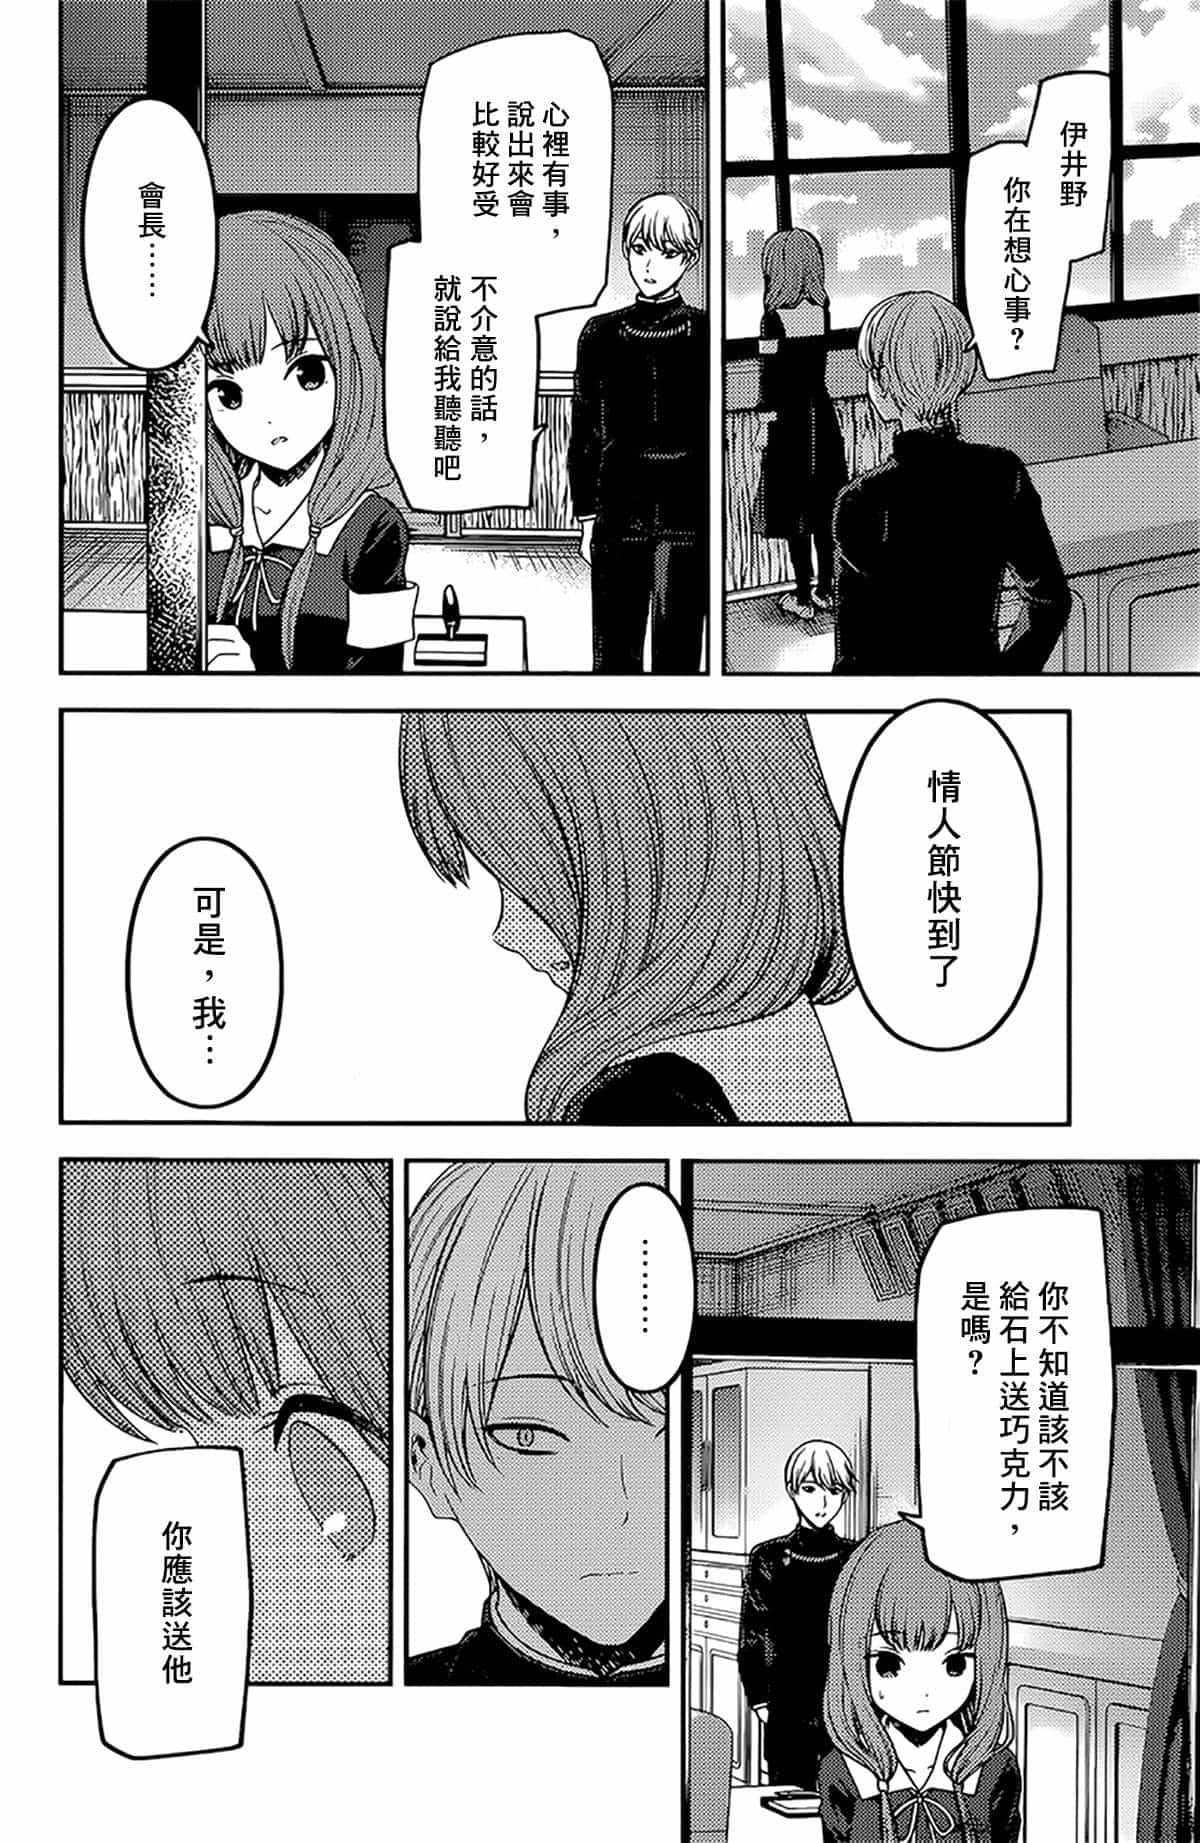 伊井野
你在想心事？
心裡有事，
說出來會
比較好受
不介意的話，
就說給我聽聽吧
會長……
情人節快到了
可是，我…
你不知道該不該
給石上送巧克力，
是嗎？
………
你應該送他